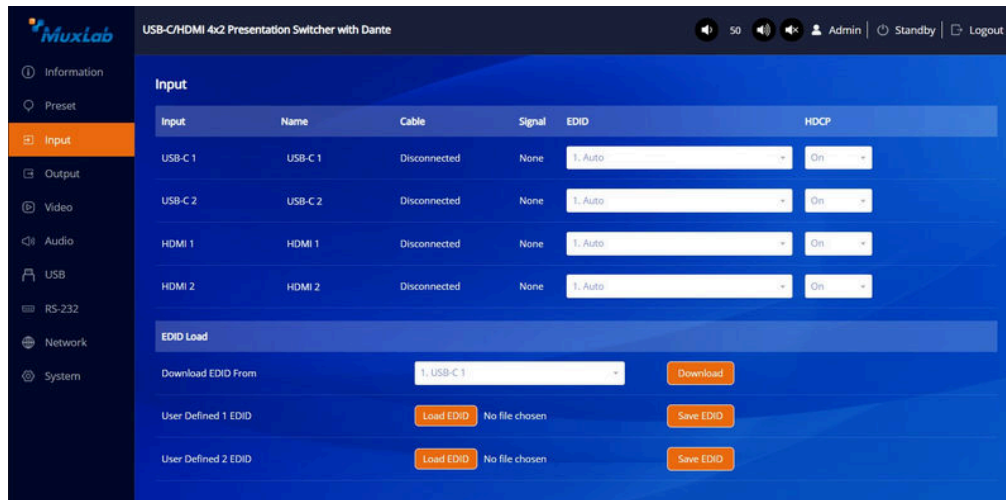 MuxLab
USB-C/HDMI 4x2 Presentation Switcher with Dante
50
Admin | Standby | Logout
Information
Preset
Input
Output
Video
Audio
USB
RS-232
Network
System
Input
Input Name Cable Signal EDID HDCP
USB-C 1 USB-C 1 Disconnected None 1. Auto On
USB-C 2 USB-C 2 Disconnected None 1. Auto On
HDMI 1 HDMI 1 Disconnected None 1. Auto On
HDMI 2 HDMI 2 Disconnected None 1. Auto On
EDID Load
Download EDID From 1. USB-C 1 Download
User Defined 1 EDID Load EDID No file chosen Save EDID
User Defined 2 EDID Load EDID No file chosen Save EDID